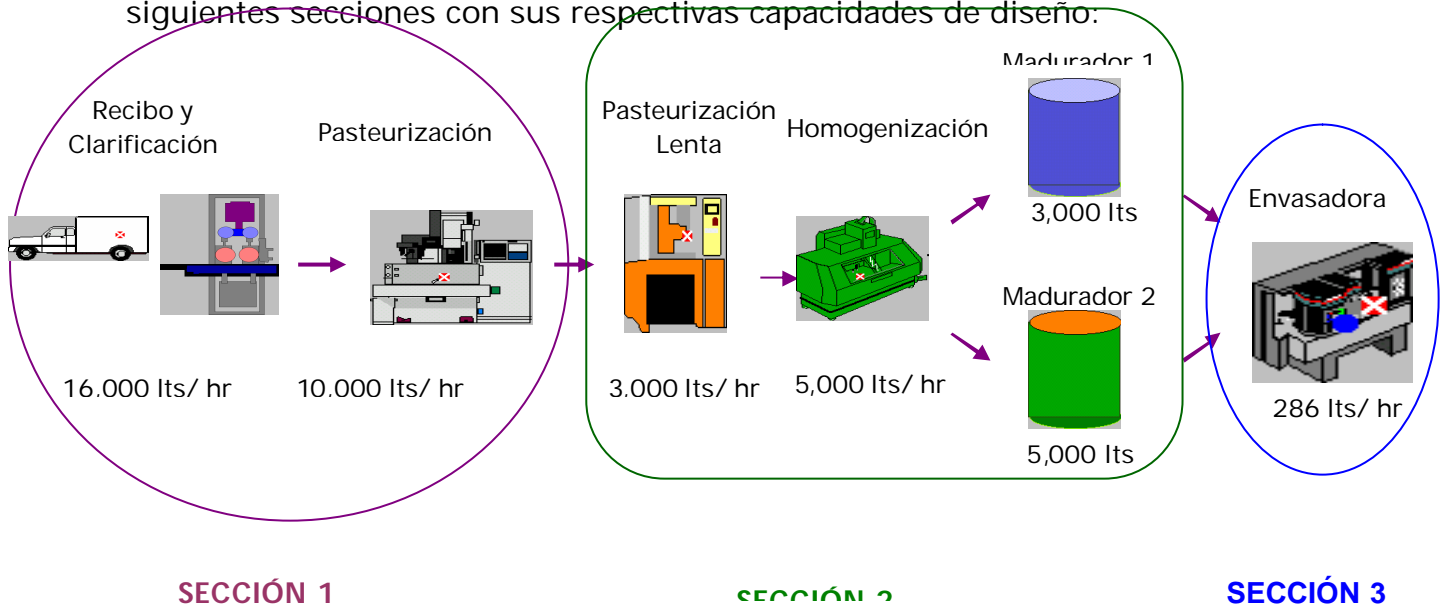 siguientes secciones con sus respectivas capacidades de diseño:
Recibo y
Clarificación
Pasteurización
16,000 lts/ hr
10,000 lts/ hr
Pasteurización
Lenta
Homogenización
3,000 lts/ hr
5,000 lts/ hr
Madurador 1
3,000 lts
Madurador 2
5,000 lts
Envasadora
286 lts/ hr
SECCIÓN 1
SECCIÓN 2
SECCIÓN 3